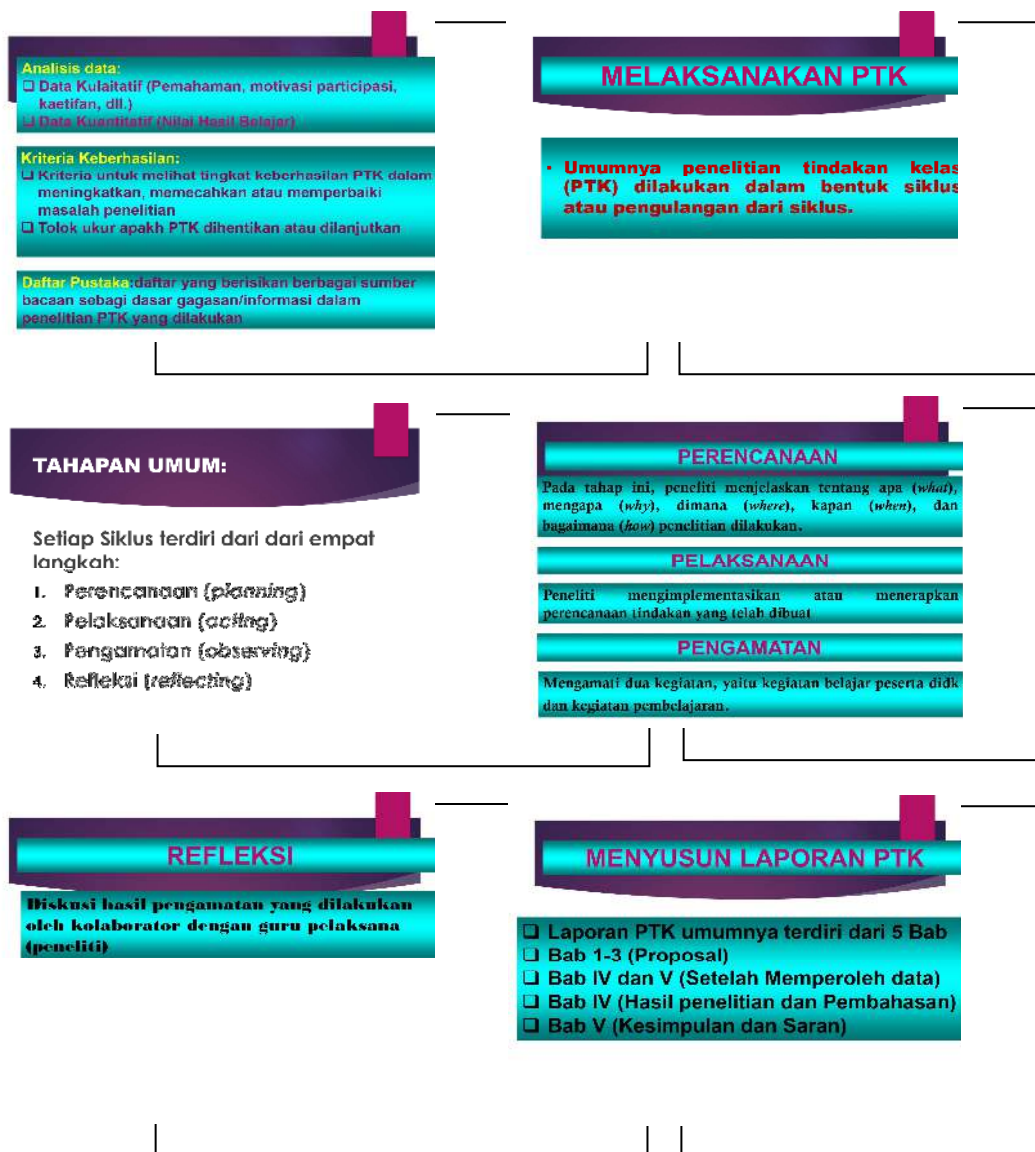 Analisis data:
❑ Data Kulaitatif (Pemahaman, motivasi participasi,
kaetifan, dll.)
❑ Data Kuantitatif (Nilai Hasil Belajar)
Kriteria Keberhasilan:
❑ Kriteria untuk melihat tingkat keberhasilan PTK dalam
meningkatkan, memecahkan atau memperbaiki
masalah penelitian
❑ Tolok ukur apakh PTK dihentikan atau dilanjutkan
Daftar Pustaka:daftar yang berisikan berbagai sumber
bacaan sebagi dasar gagasan/informasi dalam
penelitian PTK yang dilakukan
MELAKSANAKAN PTK
• Umumnya penelitian tindakan kelas
(PTK) dilakukan dalam bentuk siklus
atau pengulangan dari siklus.
TAHAPAN UMUM:
Setiap Siklus terdiri dari dari empat
langkah:
1. Perencanaan (planning)
2. Pelaksanaan (acting)
3. Pengamatan (observing)
4. Refleksi (reflecting)
PERENCANAAN
Pada tahap ini, peneliti menjelaskan tentang apa (what),
mengapa (why), dimana (where), kapan (when), dan
bagaimana (how) penelitian dilakukan.
PELAKSANAAN
Peneliti mengimplementasikan atau menerapkan
perencanaan tindakan yang telah dibuat
PENGAMATAN
Mengamati dua kegiatan, yaitu kegiatan belajar peserta didk
dan kegiatan pembelajaran.
REFLEKSI
Diskusi hasil pengamatan yang dilakukan
oleh kolaborator dengan guru pelaksana
(peneliti)
MENYUSUN LAPORAN PTK
❑ Laporan PTK umumnya terdiri dari 5 Bab
❑ Bab 1-3 (Proposal)
❑ Bab IV dan V (Setelah Memperoleh data)
❑ Bab IV (Hasil penelitian dan Pembahasan)
❑ Bab V (Kesimpulan dan Saran)